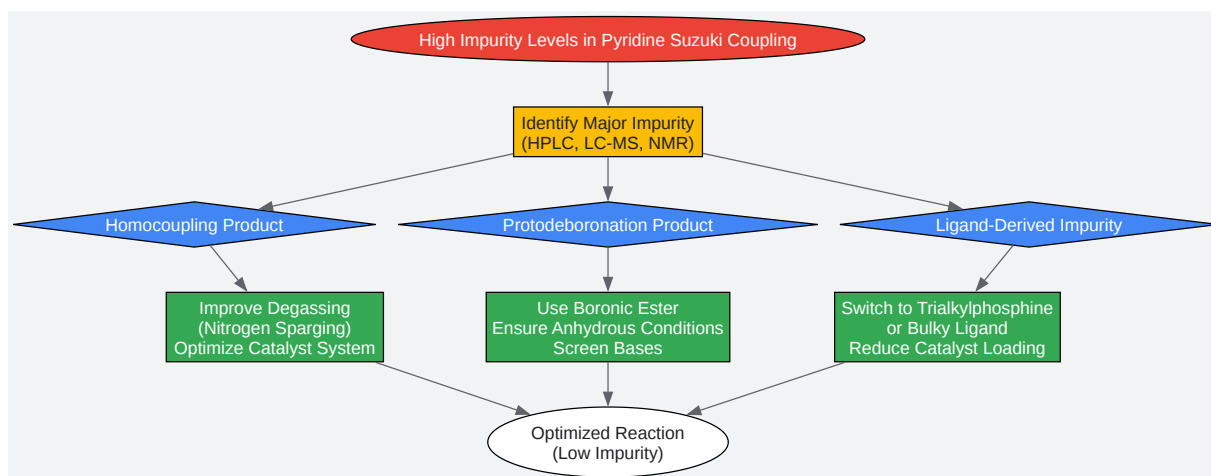 High Impurity Levels in Pyridine Suzuki Coupling
Identify Major Impurity
(HPLC, LC-MS, NMR)
Homocoupling Product
Protodeboronation Product
Ligand-Derived Impurity
Improve Degassing
(Nitrogen Sparging)
Optimize Catalyst System
Use Boronic Ester
Ensure Anhydrous Conditions
Screen Bases
Switch to Trialkylphosphine
or Bulky Ligand
Reduce Catalyst Loading
Optimized Reaction
(Low Impurity)